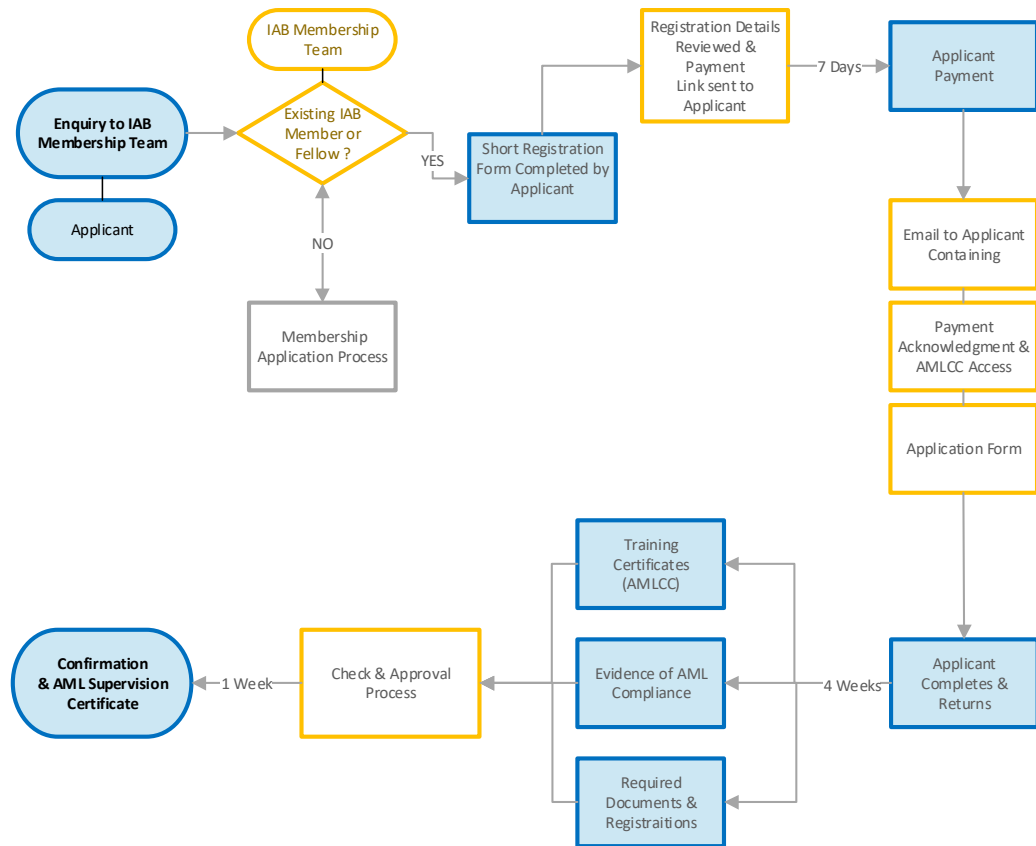 IAB Membership
Team
Enquiry to IAB
Membership Team
Applicant
Existing IAB
Member or
Fellow ?
YES
NO
Membership
Application Process
Short Registration
Form Completed by
Applicant
Registration Details
Reviewed &
Payment
Link sent to
Applicant
7 Days
Applicant
Payment
Email to Applicant
Containing
Payment
Acknowledgment &
AMLCC Access
Application Form
Applicant
Completes &
Returns
4 Weeks
Training
Certificates
(AMLCC)
Evidence of AML
Compliance
Required
Documents &
Registraitions
Check & Approval
Process
1 Week
Confirmation
& AML Supervision
Certificate